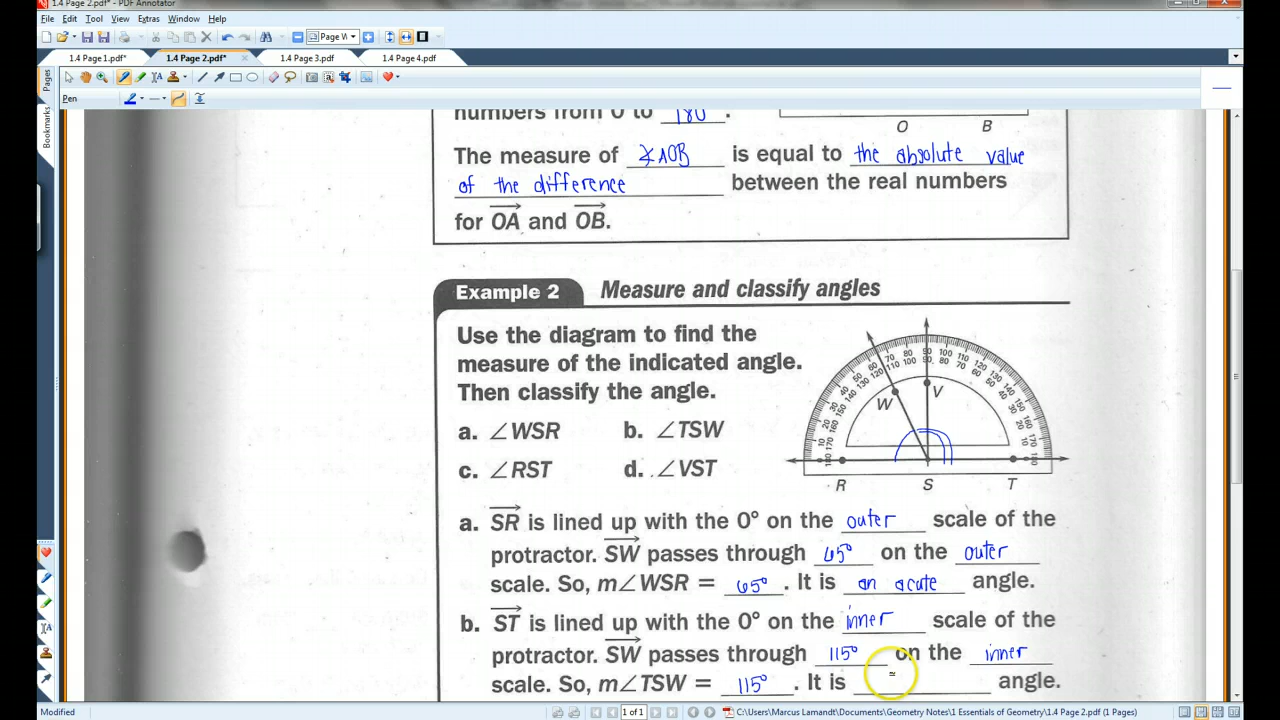 1.4 Page 2.pdf* - PDF Annotator
File Edit Tool View Extras Window Help
Page W
1.4 Page 1.pdf* 1.4 Page 2.pdf* 1.4 Page 3.pdf 1.4 Page 4.pdf
Pen
Pages
Bookmarks
numbers from 0 to 180.
O B
The measure of ∡AOB is equal to the absolute value
of the difference between the real numbers
for OA and OB.
Example 2 Measure and classify angles
Use the diagram to find the
measure of the indicated angle.
Then classify the angle.
a. ∠WSR b. ∠TSW
c. ∠RST d. ∠VST
W V
R S T
a. SR is lined up with the 0° on the outer scale of the
protractor. SW passes through 65° on the outer
scale. So, m∠WSR = 65°. It is an acute angle.
b. ST is lined up with the 0° on the inner scale of the
protractor. SW passes through 115° on the inner
scale. So, m∠TSW = 115°. It is angle.
Modified 1 of 1 C:\Users\Marcus Lamandt\Documents\Geometry Notes\1 Essentials of Geometry\1.4 Page 2.pdf (1 Pages)